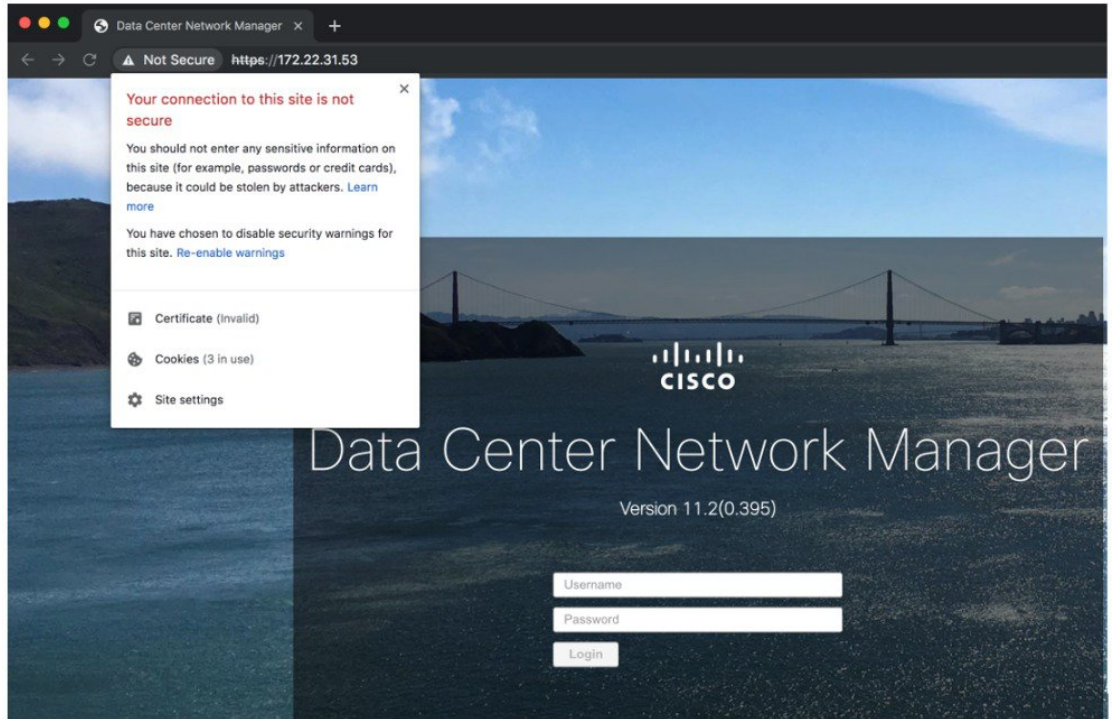 Data Center Network Manager
Not Secure https://172.22.31.53
Your connection to this site is not
secure
You should not enter any sensitive information on
this site (for example, passwords or credit cards),
because it could be stolen by attackers. Learn
more
You have chosen to disable security warnings for
this site. Re-enable warnings
Certificate (Invalid)
Cookies (3 in use)
Site settings
CISCO
Data Center Network Manager
Version 11.2(0.395)
Username
Password
Login